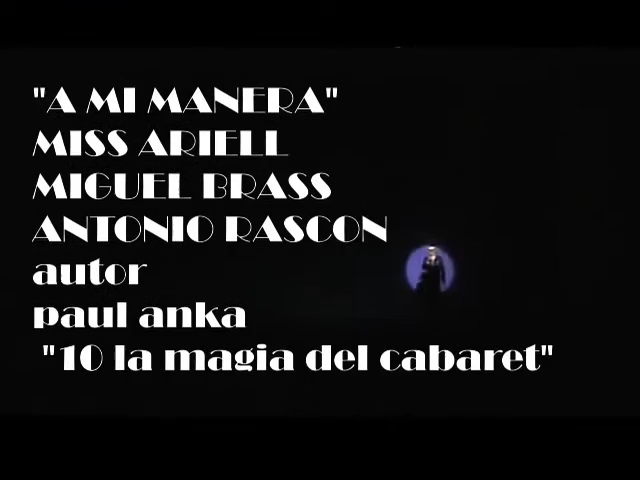 "A MI MANERA"
MISS ARIELL
MIGUEL BRASS
ANTONIO RASCON
autor
paul anka
"10 la magia del cabaret"